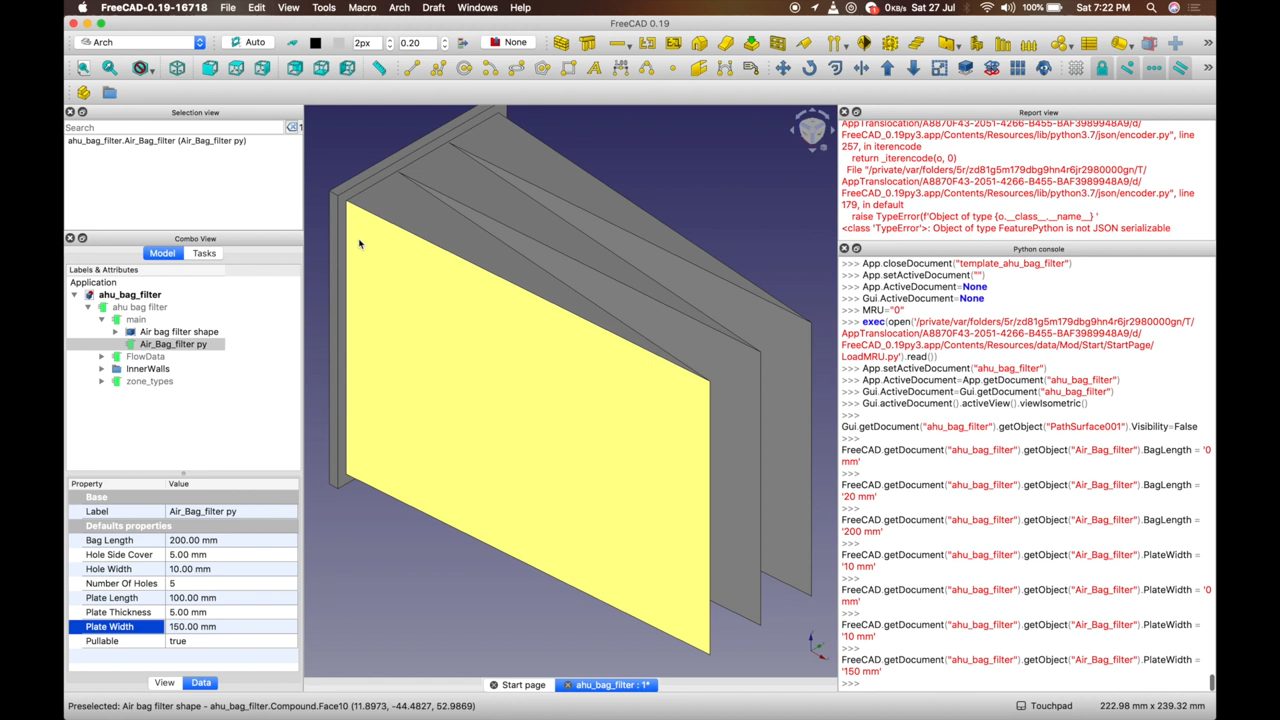 FreeCAD File Edit View Tools Macro Arch Draft Windows Help 0 KB/s Sat 27 Jul 100% Sat 7:22 PM
FreeCAD 0.19
Arch Auto 2px 0.20 None
Selection view
Search
ahu_bag_filter.Air_Bag_filter (Air_Bag_filter py)
Combo View
Model Tasks
Labels & Attributes
Application
ahu_bag_filter
ahu bag filter
main
Air bag filter shape
Air_Bag_filter py
FlowData
InnerWalls
zone_types
Property Value
Base
Label Air_Bag_filter py
Defaults properties
Bag Length 200.00 mm
Hole Side Cover 5.00 mm
Hole Width 10.00 mm
Number Of Holes 5
Plate Length 100.00 mm
Plate Thickness 5.00 mm
Plate Width 150.00 mm
Pullable true
View Data
Start page ahu_bag_filter : 1*
Report view
AppTranslocation/A8870F43-2051-4266-B455-BAF3989448A9/d/
FreeCAD_0.19py3.app/Contents/Resources/lib/python3.7/json/encoder.py", line
257, in iterencode
return _iterencode(o, 0)
File "/private/var/folders/5r/zd81g5m179dbg9hn4r6jr2980000gn/T/
AppTranslocation/A8870F43-2051-4266-B455-BAF3989448A9/d/
FreeCAD_0.19py3.app/Contents/Resources/lib/python3.7/json/encoder.py", line
179, in default
raise TypeError(f'Object of type {o.__class__.__name__} '
<class 'TypeError'>: Object of type FeaturePython is not JSON serializable
Python console
>>> App.closeDocument("template_ahu_bag_filter")
>>> App.setActiveDocument("")
>>> App.ActiveDocument=None
>>> Gui.ActiveDocument=None
>>> MRU="0"
>>> exec(open('/private/var/folders/5r/zd81g5m179dbg9hn4r6jr2980000gn/T/
AppTranslocation/A8870F43-2051-4266-B455-BAF3989448A9/d/
FreeCAD_0.19py3.app/Contents/Resources/data/Mod/Start/StartPage/
LoadMRU.py').read())
>>> App.setActiveDocument("ahu_bag_filter")
>>> App.ActiveDocument=App.getDocument("ahu_bag_filter")
>>> Gui.ActiveDocument=Gui.getDocument("ahu_bag_filter")
>>> Gui.activeDocument().activeView().viewIsometric()
>>>
Gui.getDocument("ahu_bag_filter").getObject("PathSurface001").Visibility=False
>>>
FreeCAD.getDocument("ahu_bag_filter").getObject("Air_Bag_filter").BagLength = '0
mm'
>>>
FreeCAD.getDocument("ahu_bag_filter").getObject("Air_Bag_filter").BagLength =
'20 mm'
>>>
FreeCAD.getDocument("ahu_bag_filter").getObject("Air_Bag_filter").BagLength =
'200 mm'
>>>
FreeCAD.getDocument("ahu_bag_filter").getObject("Air_Bag_filter").PlateWidth =
'10 mm'
>>>
FreeCAD.getDocument("ahu_bag_filter").getObject("Air_Bag_filter").PlateWidth = '0
mm'
>>>
FreeCAD.getDocument("ahu_bag_filter").getObject("Air_Bag_filter").PlateWidth =
'10 mm'
>>>
FreeCAD.getDocument("ahu_bag_filter").getObject("Air_Bag_filter").PlateWidth =
'150 mm'
>>>
Preselected: Air bag filter shape - ahu_bag_filter.Compound.Face10 (11.8973, -44.4827, 52.9869) Touchpad 222.98 mm × 239.32 mm